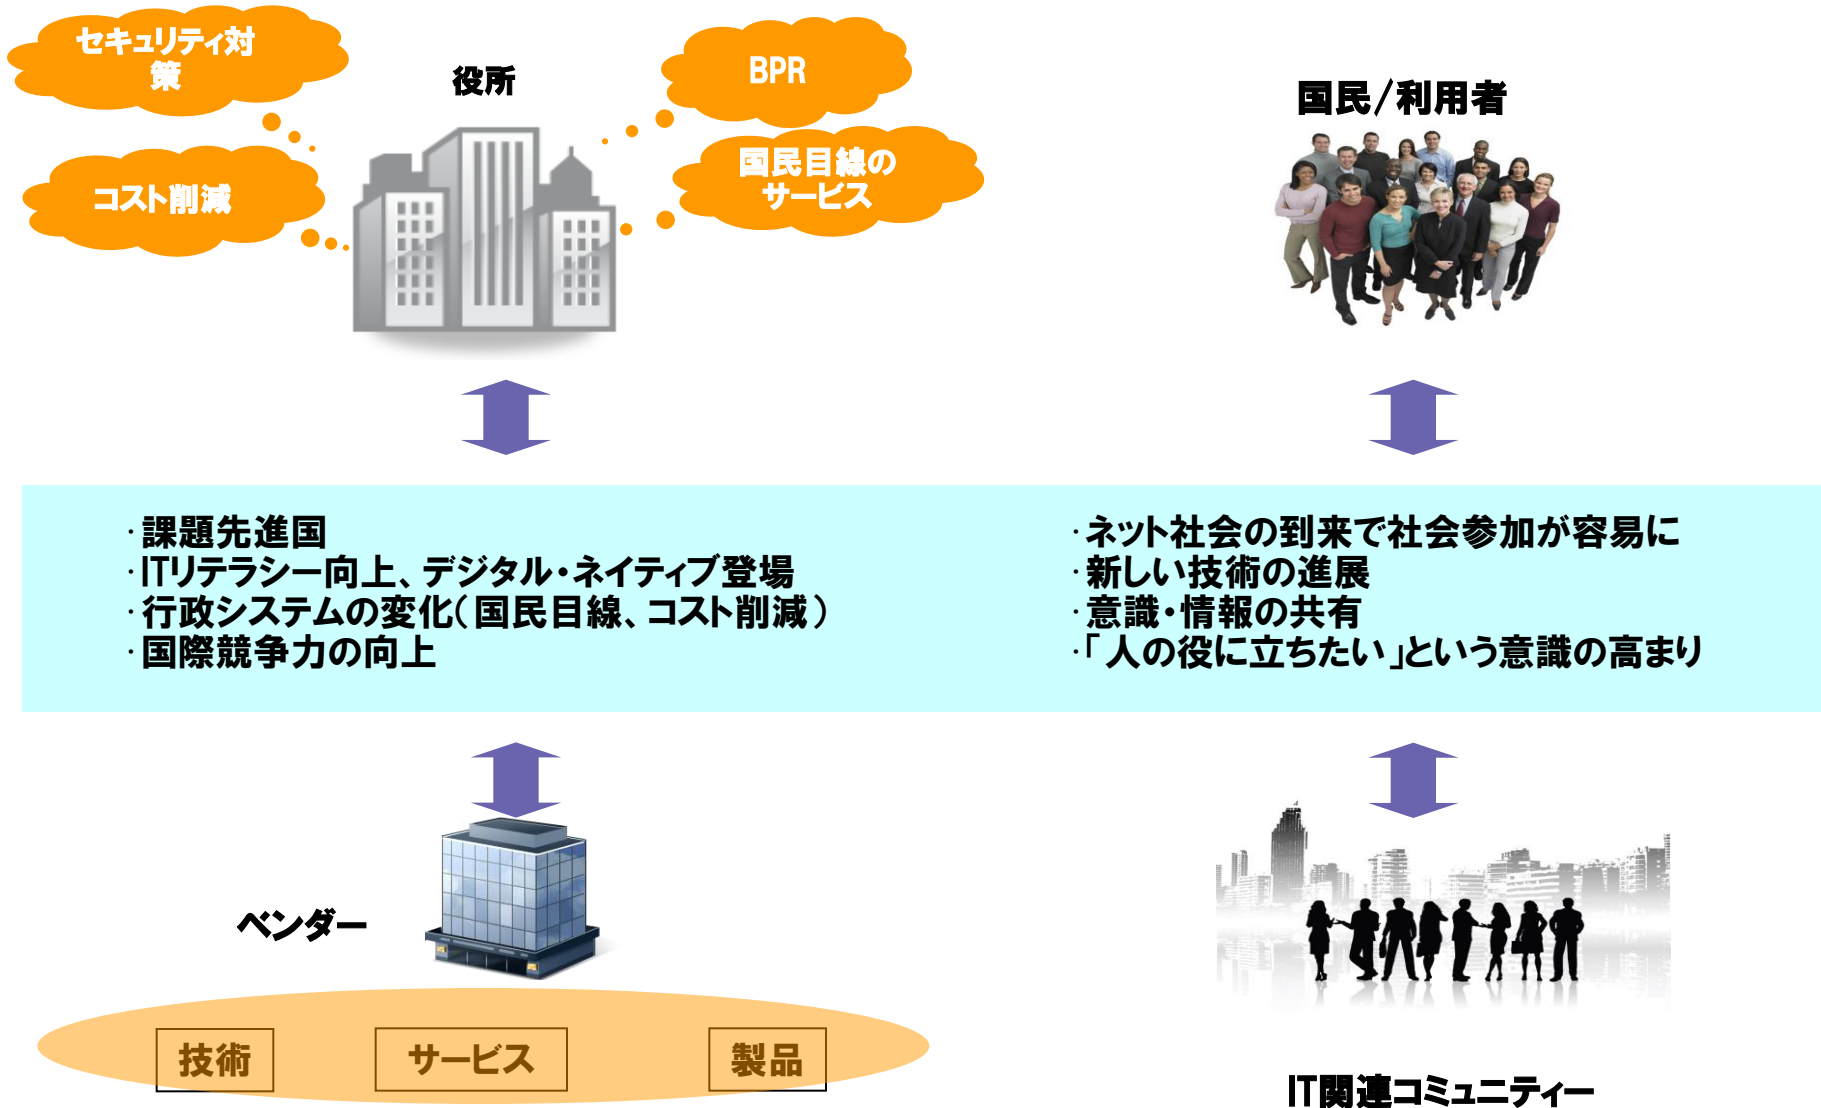 セキュリティ対
策
役所
BPR
国民/利用者
コスト削減
国民目線の
サービス
・課題先進国
・ITリテラシー向上、デジタル・ネイティブ登場
・行政システムの変化(国民目線、コスト削減)
・国際競争力の向上
・ネット社会の到来で社会参加が容易に
・新しい技術の進展
・意識・情報の共有
・「人の役に立ちたい」という意識の高まり
ベンダー
技術
サービス
製品
IT関連コミュニティー